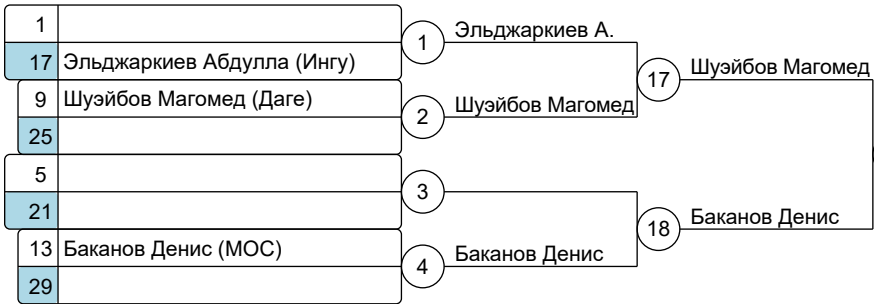 1
17 Эльджаркиев Абдулла (Ингу)
9 Шуэйбов Магомед (Даге)
25
5
21
13 Баканов Денис (МОС)
29
1
Эльджаркиев А.
2
Шуэйбов Магомед
3
4
Баканов Денис
17
Шуэйбов Магомед
18
Баканов Денис